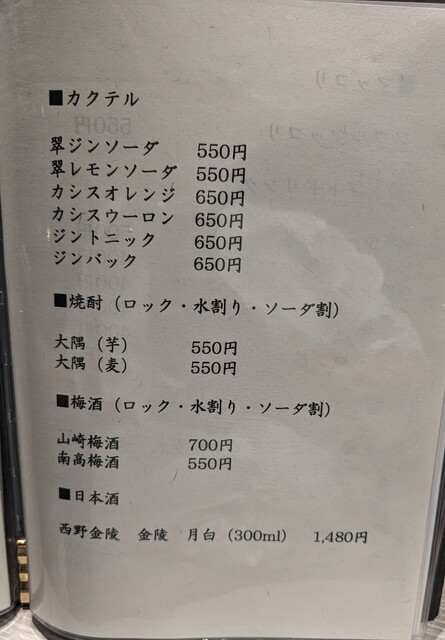 ■カクテル
翠ジンソーダ 550円
翠レモンソーダ 550円
カシスオレンジ 650円
カシスウーロン 650円
ジントニック 650円
ジンバック 650円
■焼酎（ロック・水割り・ソーダ割）
大隅（芋） 550円
大隅（麦） 550円
■梅酒（ロック・水割り・ソーダ割）
山崎梅酒 700円
南高梅酒 550円
■日本酒
西野金陵 金陵 月白（300ml） 1,480円